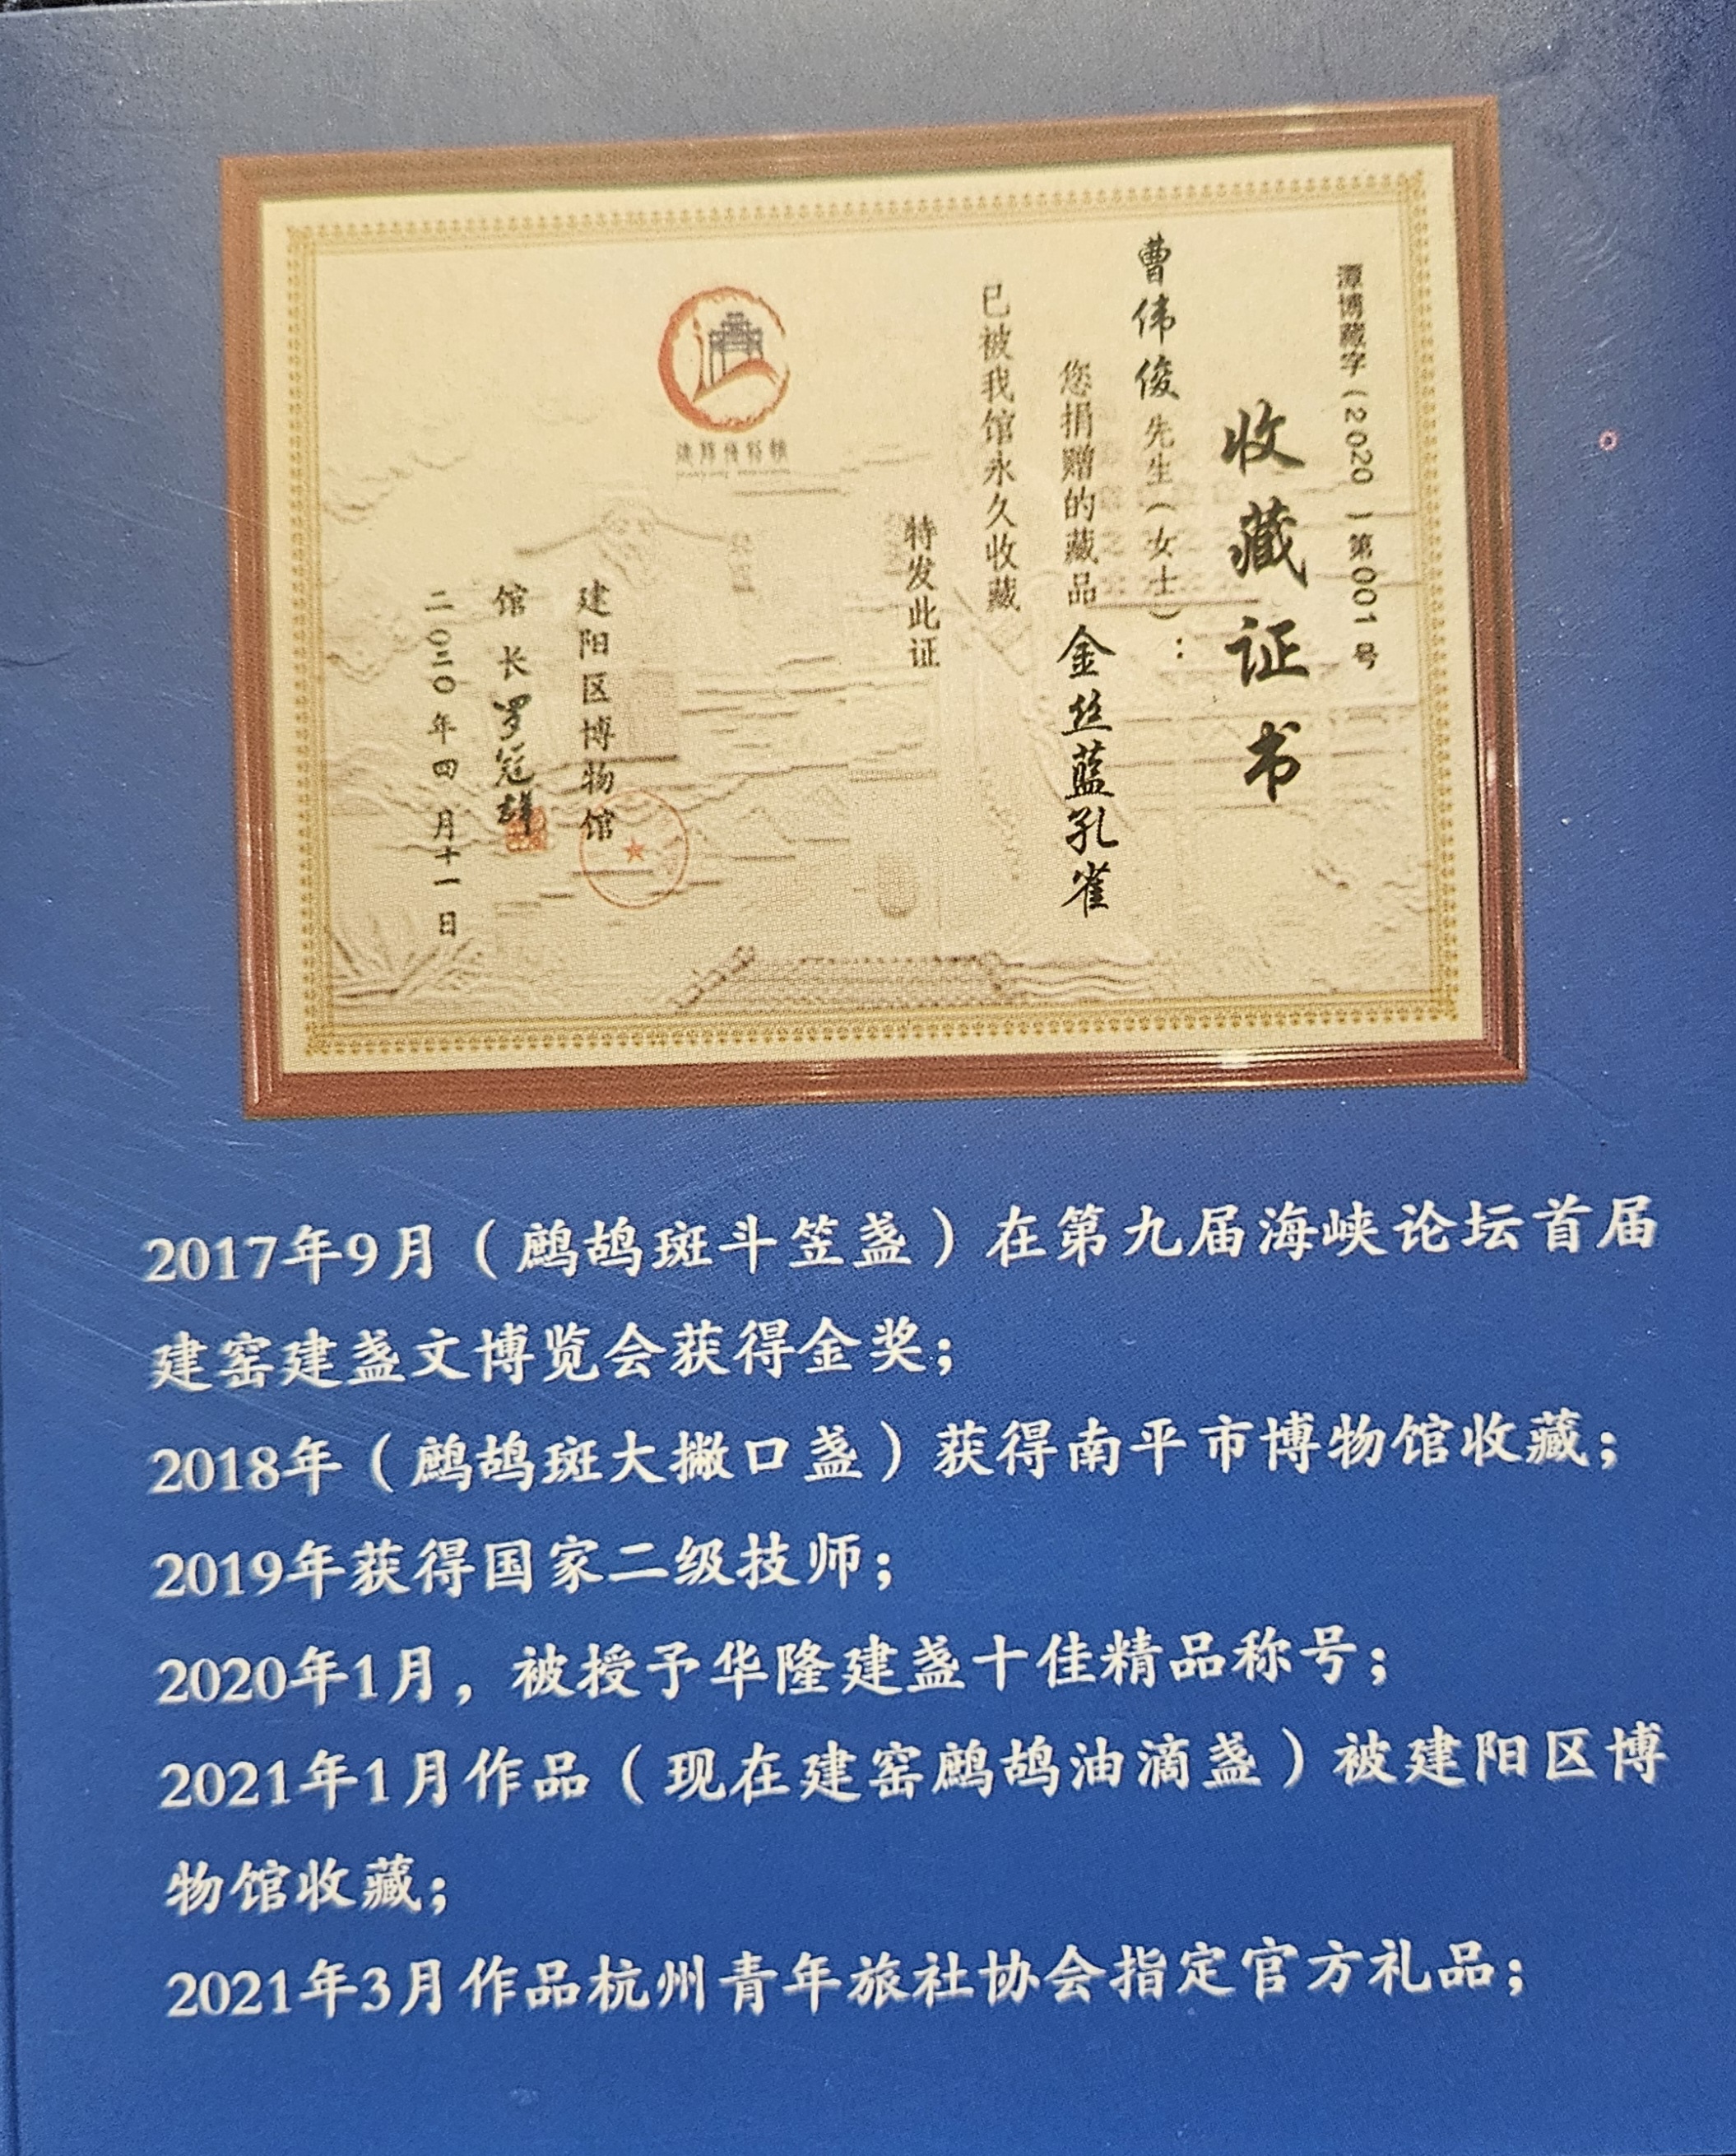 潭博藏字(2020)第001号
收藏证书
曹伟俊先生(女士):
您捐赠的藏品金丝蓝孔雀
已被我馆永久收藏
特发此证
建阳区博物馆
馆长罗冠群
二〇二〇年四月十一日
2017年9月(鹧鸪斑斗笠盏)在第九届海峡论坛首届
建窑建盏文博览会获得金奖;
2018年(鹧鸪斑大撇口盏)获得南平市博物馆收藏;
2019年获得国家二级技师;
2020年1月,被授予华隆建盏十佳精品称号;
2021年1月作品(现在建窑鹧鸪油滴盏)被建阳区博
物馆收藏;
2021年3月作品杭州青年旅社协会指定官方礼品;